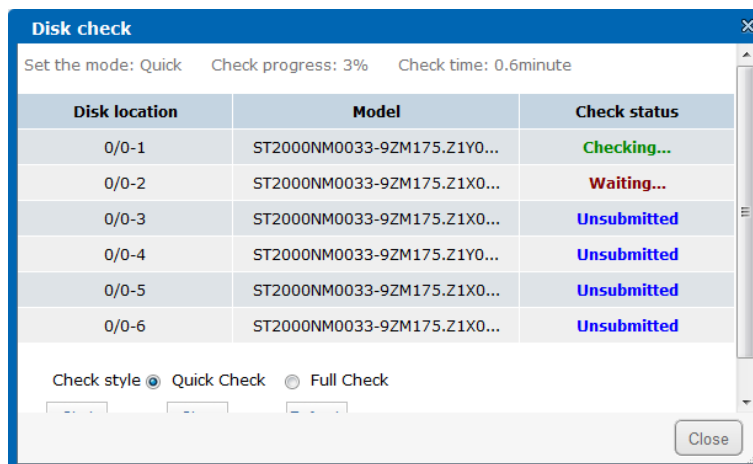 Disk check
Set the mode: Quick Check progress: 3% Check time: 0.6minute
Disk location Model Check status
0/0-1 ST2000NM0033-9ZM175.Z1Y0... Checking...
0/0-2 ST2000NM0033-9ZM175.Z1X0... Waiting...
0/0-3 ST2000NM0033-9ZM175.Z1X0... Unsubmitted
0/0-4 ST2000NM0033-9ZM175.Z1Y0... Unsubmitted
0/0-5 ST2000NM0033-9ZM175.Z1X0... Unsubmitted
0/0-6 ST2000NM0033-9ZM175.Z1X0... Unsubmitted
Check style Quick Check Full Check
Close